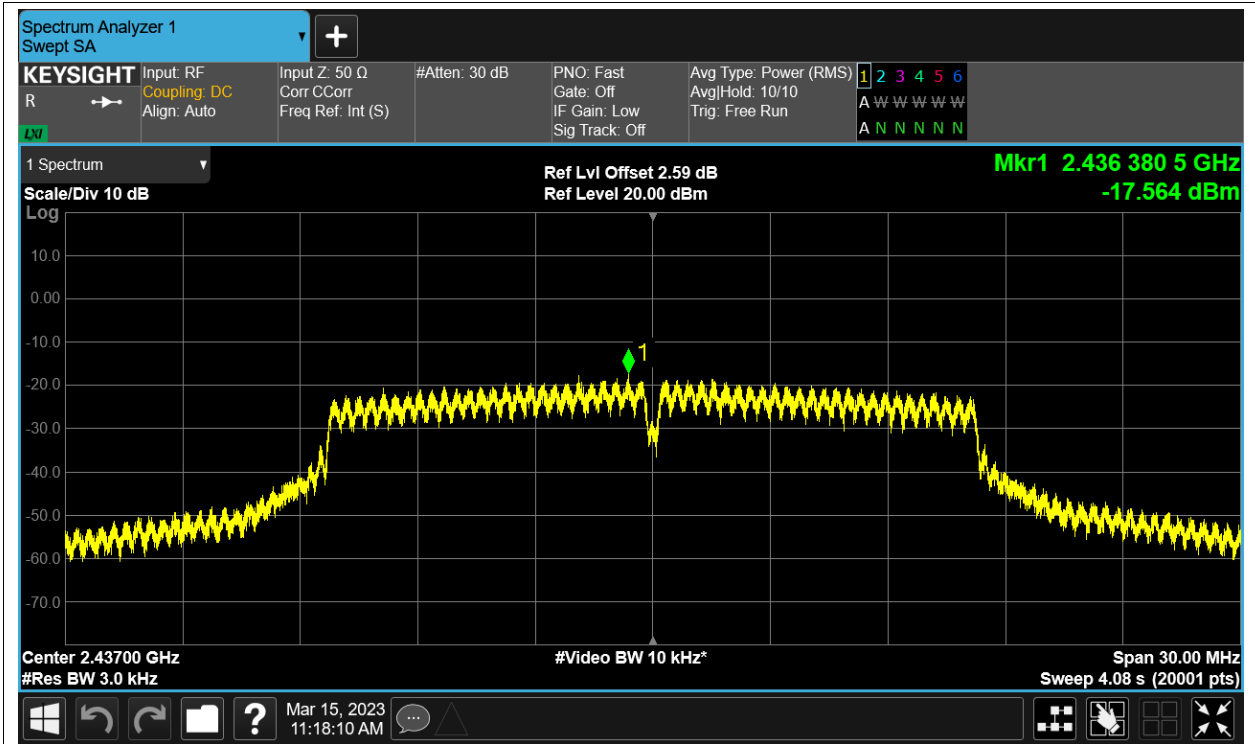 Spectrum Analyzer 1
Swept SA
+
KEYSIGHT
R
LXI
Input: RF
Coupling: DC
Align: Auto
Input Z: 50 Ω
Corr CCorr
Freq Ref: Int (S)
#Atten: 30 dB
PNO: Fast
Gate: Off
IF Gain: Low
Sig Track: Off
Avg Type: Power (RMS)
Avg|Hold: 10/10
Trig: Free Run
1 2 3 4 5 6
A W W W W W
A N N N N N
1 Spectrum
Scale/Div 10 dB
Log
Ref Lvl Offset 2.59 dB
Ref Level 20.00 dBm
Mkr1 2.436 380 5 GHz
-17.564 dBm
10.0
0.00
-10.0
1
-20.0
-30.0
-40.0
-50.0
-60.0
-70.0
Center 2.43700 GHz
#Res BW 3.0 kHz
#Video BW 10 kHz*
Span 30.00 MHz
Sweep 4.08 s (20001 pts)
?
Mar 15, 2023
11:18:10 AM